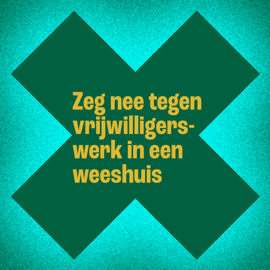 Zeg nee tegen
vrijwilligers-
werk in een
weeshuis